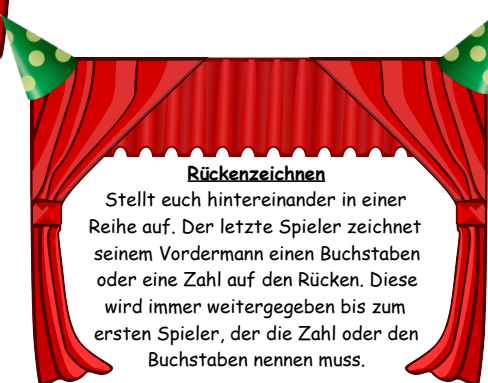 Rückenzeichnen
Stellt euch hintereinander in einer
Reihe auf. Der letzte Spieler zeichnet
seinem Vordermann einen Buchstaben
oder eine Zahl auf den Rücken. Diese
wird immer weitergegeben bis zum
ersten Spieler, der die Zahl oder den
Buchstaben nennen muss.